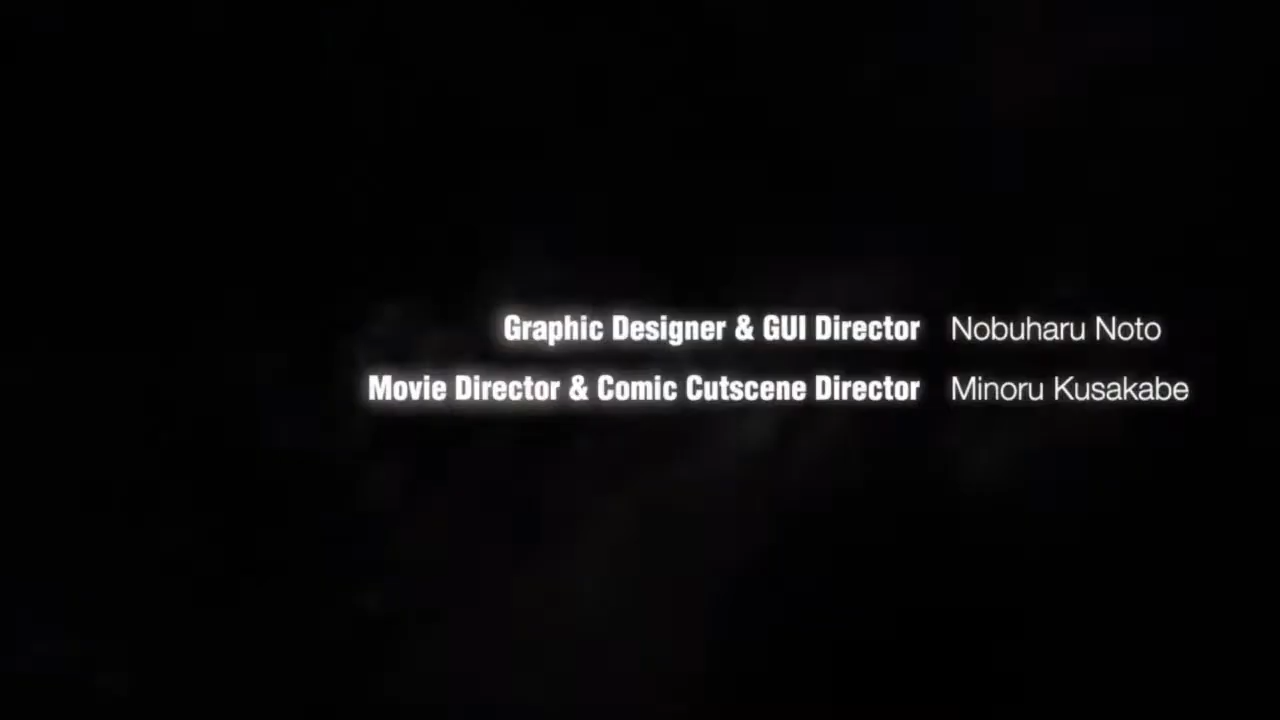 Graphic Designer & GUI Director Nobuharu Noto
Movie Director & Comic Cutscene Director Minoru Kusakabe